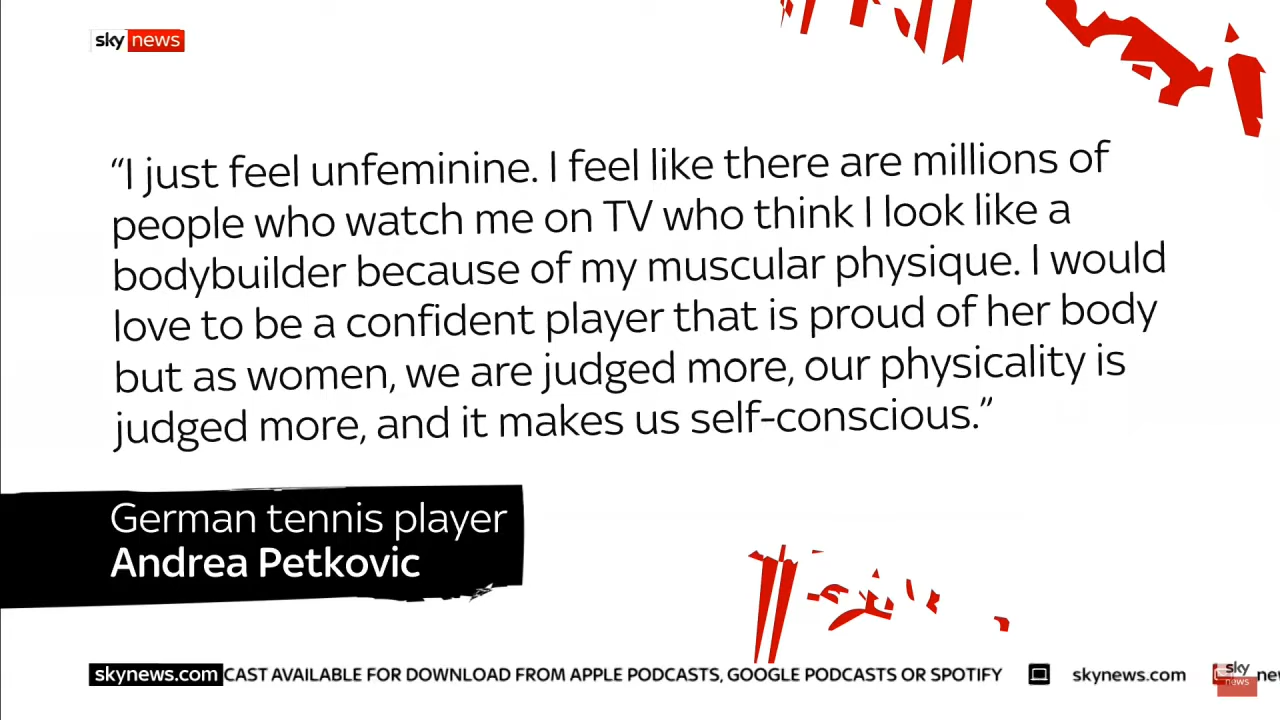 sky news
“I just feel unfeminine. I feel like there are millions of
people who watch me on TV who think I look like a
bodybuilder because of my muscular physique. I would
love to be a confident player that is proud of her body
but as women, we are judged more, our physicality is
judged more, and it makes us self-conscious.”
German tennis player
Andrea Petkovic
skynews.com CAST AVAILABLE FOR DOWNLOAD FROM APPLE PODCASTS, GOOGLE PODCASTS OR SPOTIFY skynews.com
sky
news